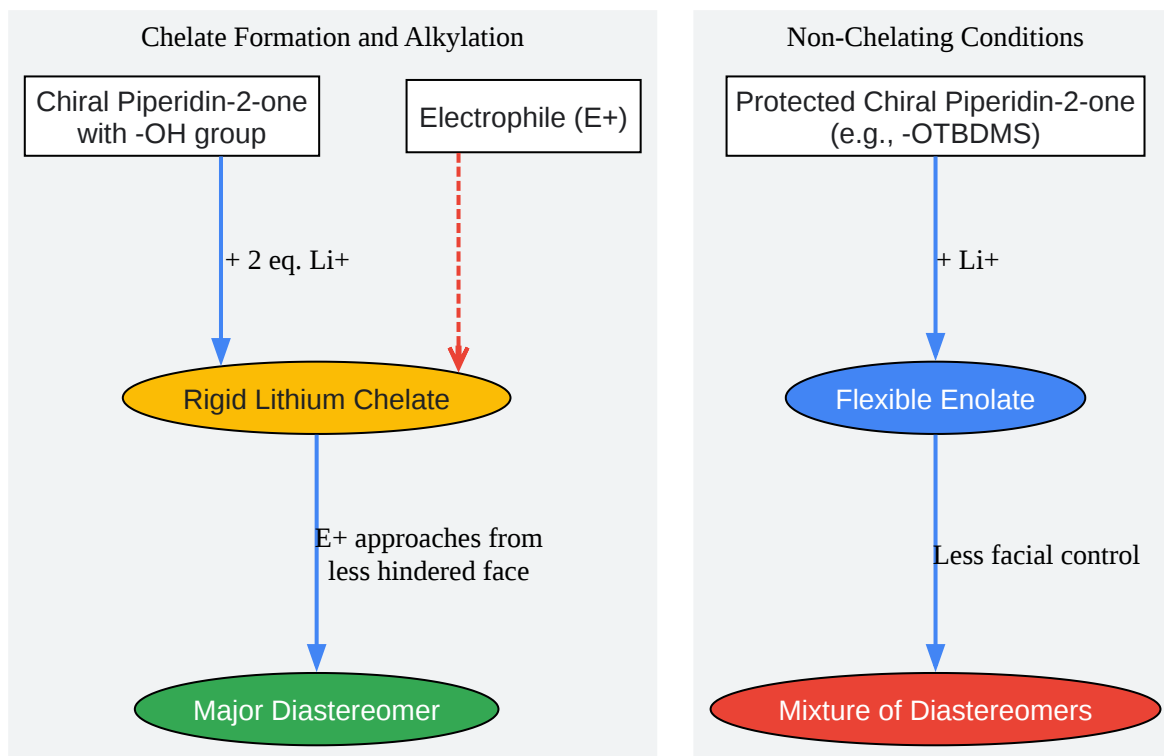 Chelate Formation and Alkylation
Chiral Piperidin-2-one
with -OH group
Electrophile (E+)
+ 2 eq. Li+
Rigid Lithium Chelate
E+ approaches from
less hindered face
Major Diastereomer
Non-Chelating Conditions
Protected Chiral Piperidin-2-one
(e.g., -OTBDMS)
+ Li+
Flexible Enolate
Less facial control
Mixture of Diastereomers